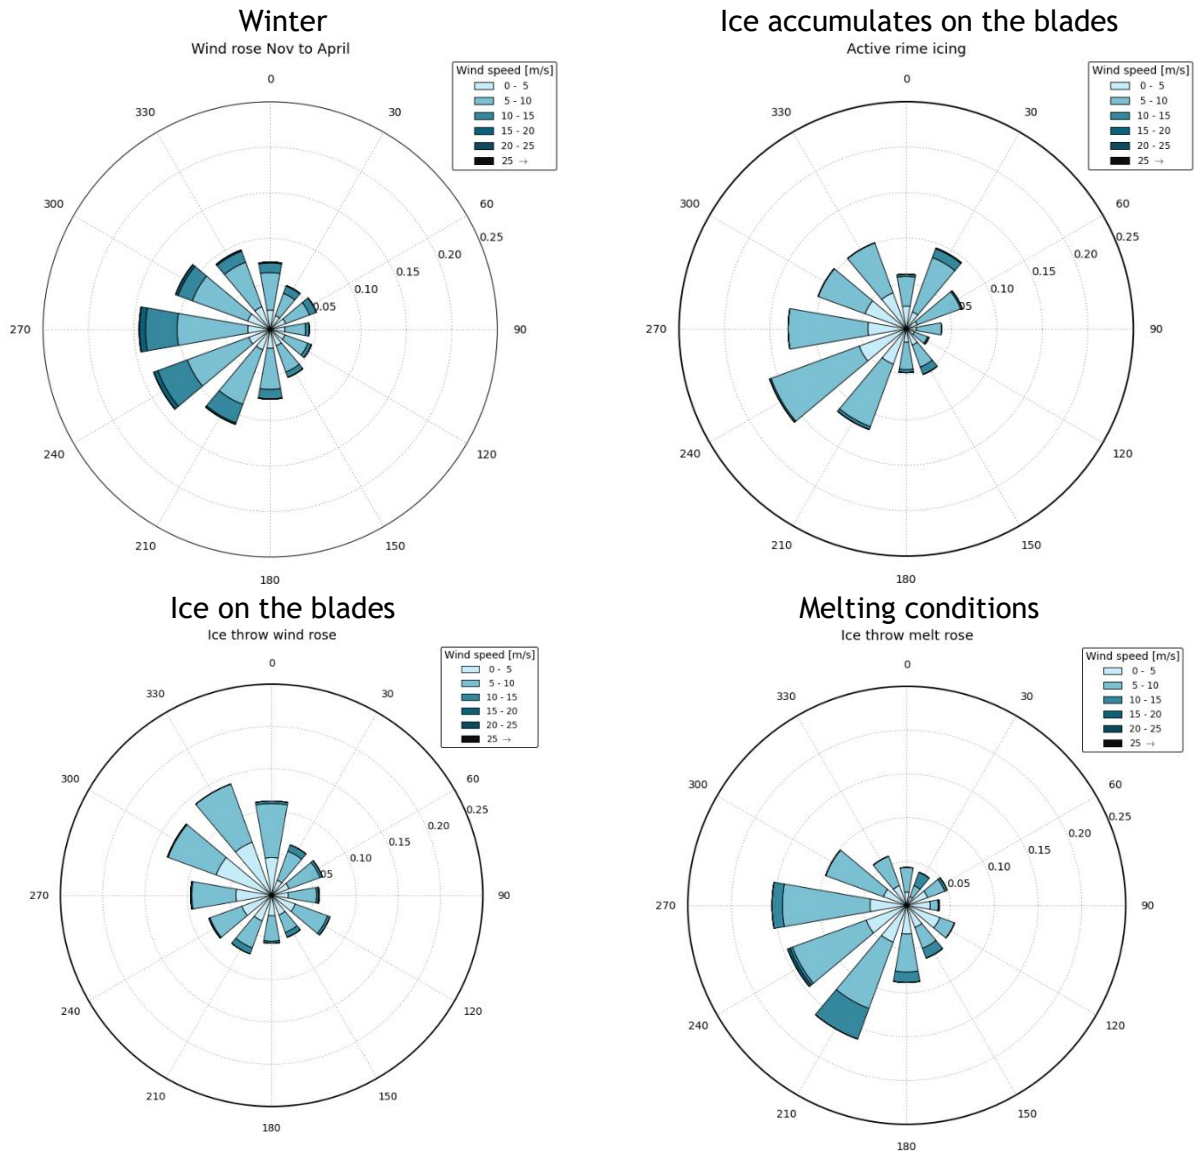 Winter
Wind rose Nov to April
Wind speed [m/s]
0 - 5
5 - 10
10 - 15
15 - 20
20 - 25
25 →
0
30
60
90
120
150
180
210
240
270
300
330
0.05
0.10
0.15
0.20
0.25
Ice accumulates on the blades
Active rime icing
Wind speed [m/s]
0 - 5
5 - 10
10 - 15
15 - 20
20 - 25
25 →
0
30
60
90
120
150
180
210
240
270
300
330
05
0.10
0.15
0.20
0.25
Ice on the blades
Ice throw wind rose
Wind speed [m/s]
0 - 5
5 - 10
10 - 15
15 - 20
20 - 25
25 →
0
30
60
90
120
150
180
210
240
270
300
330
05
0.10
0.15
0.20
0.25
Melting conditions
Ice throw melt rose
Wind speed [m/s]
0 - 5
5 - 10
10 - 15
15 - 20
20 - 25
25 →
0
30
60
90
120
150
180
210
240
270
300
330
0.05
0.10
0.15
0.20
0.25